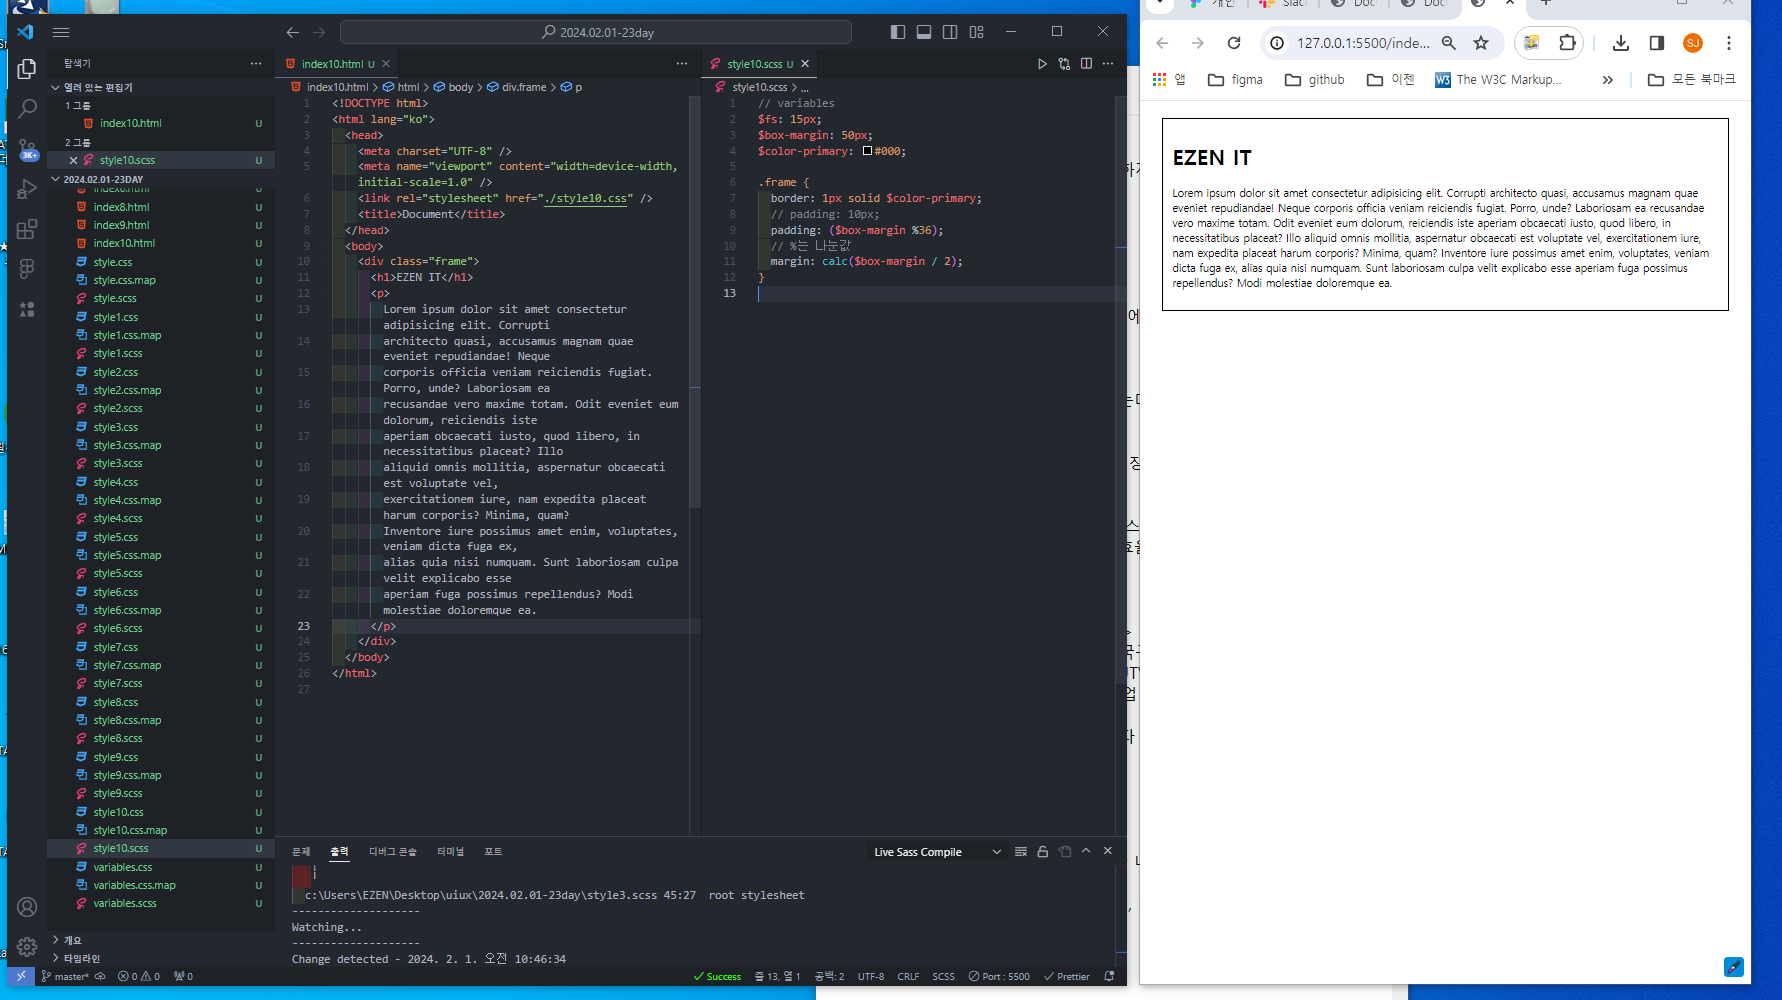 2024.02.01-23day
탐색기
열려 있는 편집기
1 그룹
index10.html U
2 그룹
style10.scss U
2024.02.01-23DAY
index8.html U
index9.html U
index10.html U
style.css U
style.css.map U
style.scss U
style1.css U
style1.css.map U
style1.scss U
style2.css U
style2.css.map U
style2.scss U
style3.css U
style3.css.map U
style3.scss U
style4.css U
style4.css.map U
style4.scss U
style5.css U
style5.css.map U
style5.scss U
style6.css U
style6.css.map U
style6.scss U
style7.css U
style7.css.map U
style7.scss U
style8.css U
style8.css.map U
style8.scss U
style9.css U
style9.css.map U
style9.scss U
style10.css U
style10.css.map U
style10.scss U
variables.css U
variables.css.map U
variables.scss U
개요
타임라인
3K+
index10.html U
index10.html > html > body > div.frame > p
1 <!DOCTYPE html>
2 <html lang="ko">
3 <head>
4 <meta charset="UTF-8" />
5 <meta name="viewport" content="width=device-width,
initial-scale=1.0" />
6 <link rel="stylesheet" href="./style10.css" />
7 <title>Document</title>
8 </head>
9 <body>
10 <div class="frame">
11 <h1>EZEN IT</h1>
12 <p>
13 Lorem ipsum dolor sit amet consectetur
adipisicing elit. Corrupti
14 architecto quasi, accusamus magnam quae
eveniet repudiandae! Neque
15 corporis officia veniam reiciendis fugiat.
Porro, unde? Laboriosam ea
16 recusandae vero maxime totam. Odit eveniet eum
dolorum, reiciendis iste
17 aperiam obcaecati iusto, quod libero, in
necessitatibus placeat? Illo
18 aliquid omnis mollitia, aspernatur obcaecati
est voluptate vel,
19 exercitationem iure, nam expedita placeat
harum corporis? Minima, quam?
20 Inventore iure possimus amet enim, voluptates,
veniam dicta fuga ex,
21 alias quia nisi numquam. Sunt laboriosam culpa
velit explicabo esse
22 aperiam fuga possimus repellendus? Modi
molestiae doloremque ea.
23 </p>
24 </div>
25 </body>
26 </html>
27
style10.scss U
style10.scss > ...
1 // variables
2 $fs: 15px;
3 $box-margin: 50px;
4 $color-primary: #000;
5
6 .frame {
7 border: 1px solid $color-primary;
8 // padding: 10px;
9 padding: ($box-margin %36);
10 // %는 나눈값
11 margin: calc($box-margin / 2);
12 }
13
문제 출력 디버그 콘솔 터미널 포트
Live Sass Compile
c:\Users\EZEN\Desktop\uiux\2024.02.01-23day\style3.scss 45:27 root stylesheet
--------------------
Watching...
--------------------
Change detected - 2024. 2. 1. 오전 10:46:34
master* 0 0 0 Success 줄 13, 열 1 공백: 2 UTF-8 CRLF SCSS Port : 5500 Prettier
127.0.0.1:5500/inde... SJ
앱 figma github 이젠 The W3C Markup... » 모든 북마크
EZEN IT
Lorem ipsum dolor sit amet consectetur adipisicing elit. Corrupti architecto quasi, accusamus magnam quae
eveniet repudiandae! Neque corporis officia veniam reiciendis fugiat. Porro, unde? Laboriosam ea recusandae
vero maxime totam. Odit eveniet eum dolorum, reiciendis iste aperiam obcaecati iusto, quod libero, in
necessitatibus placeat? Illo aliquid omnis mollitia, aspernatur obcaecati est voluptate vel, exercitationem iure,
nam expedita placeat harum corporis? Minima, quam? Inventore iure possimus amet enim, voluptates, veniam
dicta fuga ex, alias quia nisi numquam. Sunt laboriosam culpa velit explicabo esse aperiam fuga possimus
repellendus? Modi molestiae doloremque ea.